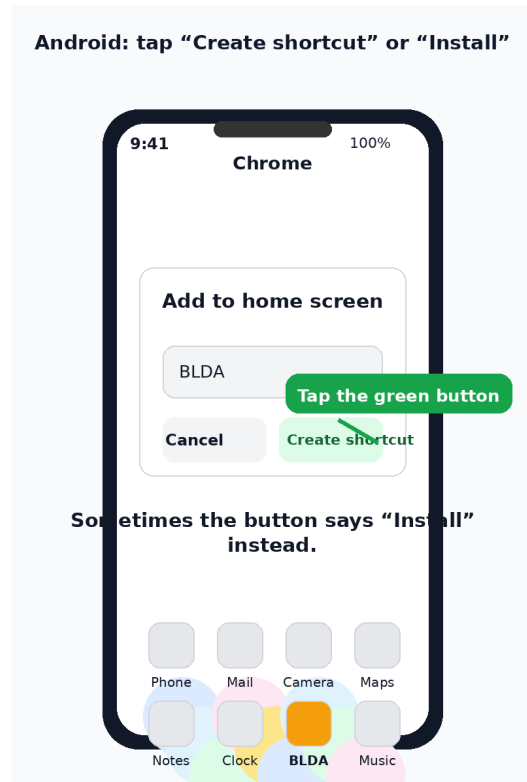 Android: tap “Create shortcut” or “Install”
9:41
100%
Chrome
Add to home screen
BLDA
Tap the green button
Cancel
Create shortcut
Sometimes the button says “Install”
instead.
Phone
Mail
Camera
Maps
Notes
Clock
BLDA
Music